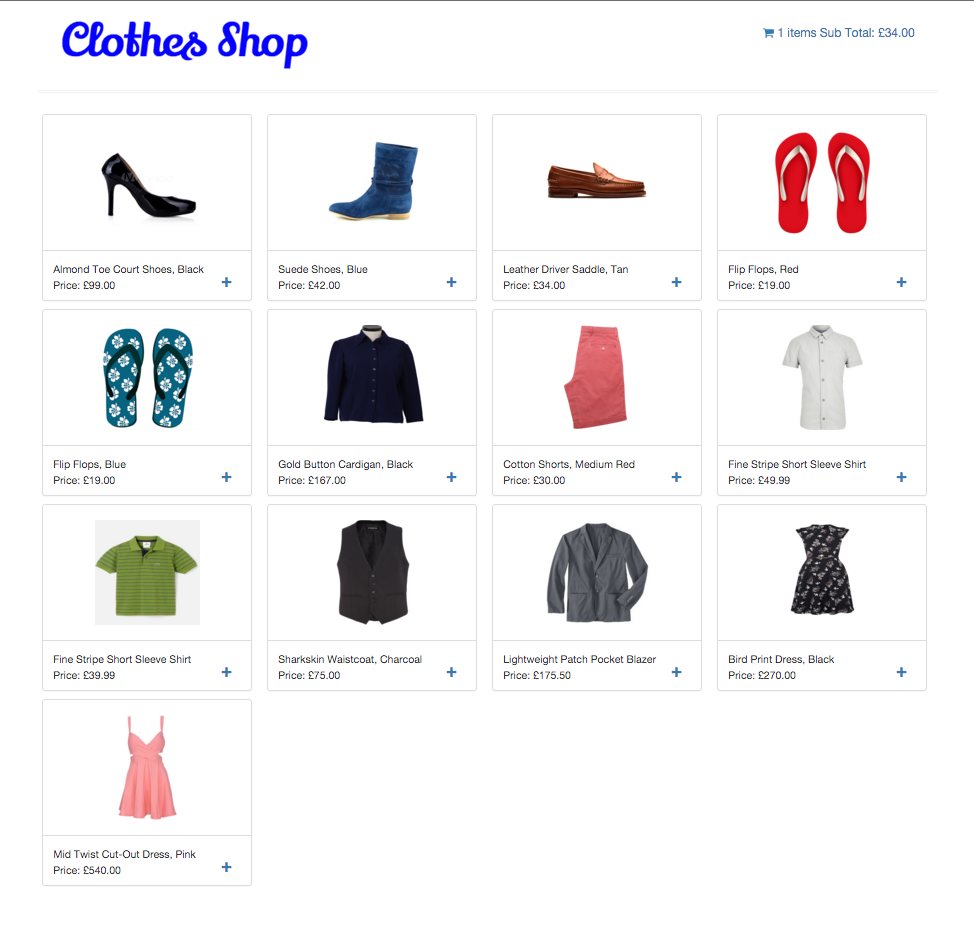 Clothes Shop
1 items Sub Total: £34.00
Almond Toe Court Shoes, Black
Price: £99.00
Suede Shoes, Blue
Price: £42.00
Leather Driver Saddle, Tan
Price: £34.00
Flip Flops, Red
Price: £19.00
Flip Flops, Blue
Price: £19.00
Gold Button Cardigan, Black
Price: £167.00
Cotton Shorts, Medium Red
Price: £30.00
Fine Stripe Short Sleeve Shirt
Price: £49.99
Fine Stripe Short Sleeve Shirt
Price: £39.99
Sharkskin Waistcoat, Charcoal
Price: £75.00
Lightweight Patch Pocket Blazer
Price: £175.50
Bird Print Dress, Black
Price: £270.00
Mid Twist Cut-Out Dress, Pink
Price: £540.00